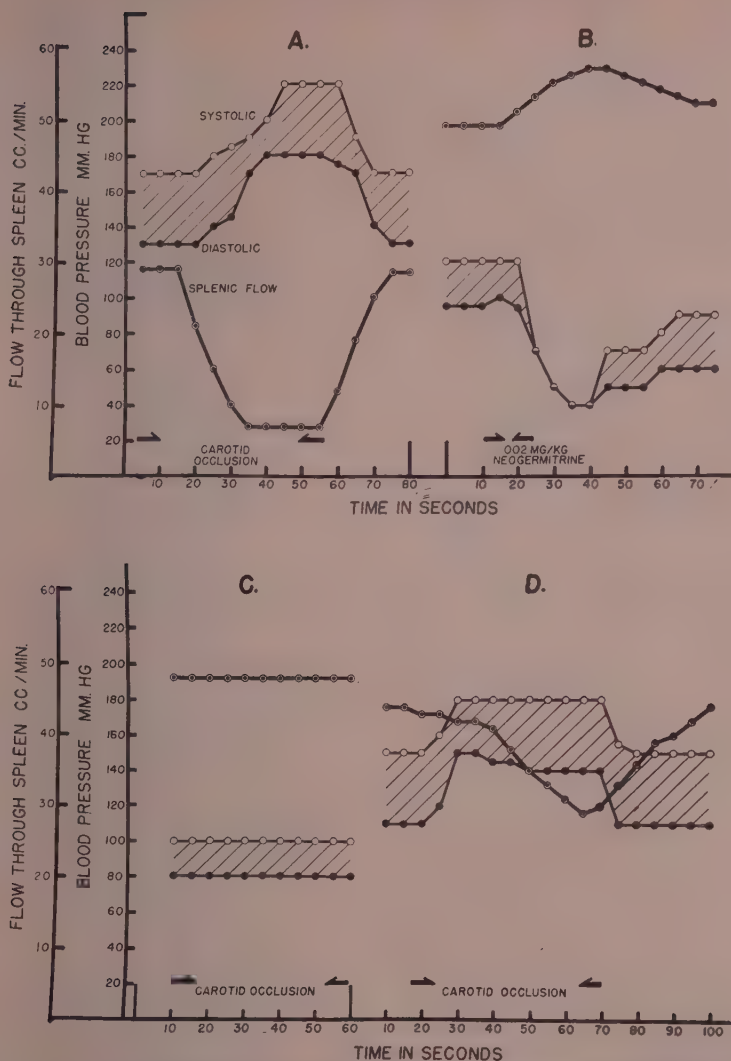 A.
B.
FLOW THROUGH SPLEEN CC./MIN.
60
50
40
30
20
10
BLOOD PRESSURE MM. HG
240
220
200
180
160
140
120
100
80
60
40
20
SYSTOLIC
DIASTOLIC
SPLENIC FLOW
CAROTID
OCCLUSION
.002 MG/KG
NEOGERMITRINE
10 20 30 40 50 60 70 80 10 20 30 40 50 60 70
TIME IN SECONDS
C.
D.
FLOW THROUGH SPLEEN CC/MIN.
60
50
40
30
20
10
BLOOD PRESSURE MM. HG
240
220
200
180
160
140
120
100
80
60
40
20
CAROTID OCCLUSION
CAROTID OCCLUSION
10 20 30 40 50 60 10 20 30 40 50 60 70 80 90 100
TIME IN SECONDS